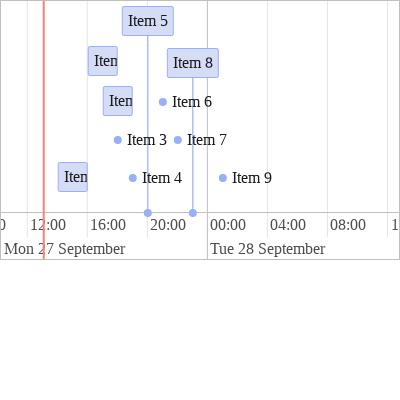 Item 5
Iten
Item 8
Iten
Item 6
Item 3
Item 7
Iten
Item 4
Item 9
0
12:00
16:00
20:00
00:00
04:00
08:00
1
Mon 27 September
Tue 28 September